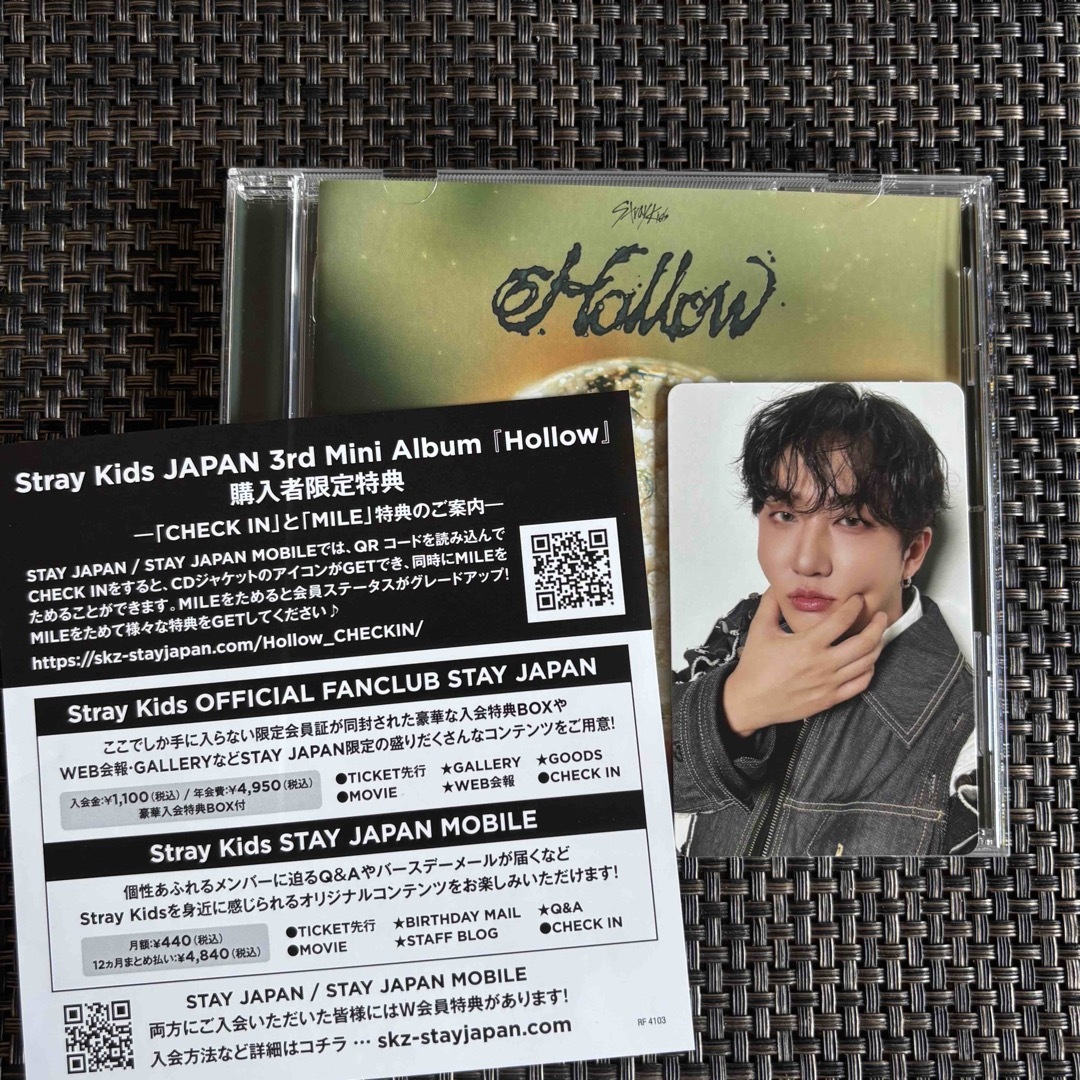 Stray Kids
Hollow
Stray Kids JAPAN 3rd Mini Album『Hollow』
購入者限定特典
―「CHECK IN」と「MILE」特典のご案内―
STAY JAPAN / STAY JAPAN MOBILEでは、QR コードを読み込んで
CHECK INをすると、CDジャケットのアイコンがGETでき、同時にMILEを
ためることができます。MILEをためると会員ステータスがグレードアップ!
MILEをためて様々な特典をGETしてください♪
https://skz-stayjapan.com/Hollow_CHECKIN/
Stray Kids OFFICIAL FANCLUB STAY JAPAN
ここでしか手に入らない限定会員証が同封された豪華な入会特典BOXや
WEB会報・GALLERYなどSTAY JAPAN限定の盛りだくさんなコンテンツをご用意!
入会金:¥1,100(税込) / 年会費:¥4,950(税込)
豪華入会特典BOX付
●TICKET先行 ★GALLERY ★GOODS
●MOVIE ★WEB会報 ●CHECK IN
Stray Kids STAY JAPAN MOBILE
個性あふれるメンバーに迫るQ&Aやバースデーメールが届くなど
Stray Kidsを身近に感じられるオリジナルコンテンツをお楽しみいただけます!
月額:¥440(税込)
12ヵ月まとめ払い:¥4,840(税込)
●TICKET先行 ★BIRTHDAY MAIL ★Q&A
●MOVIE ★STAFF BLOG ●CHECK IN
STAY JAPAN / STAY JAPAN MOBILE
両方にご入会いただいた皆様にはW会員特典があります!
入会方法など詳細はコチラ … skz-stayjapan.com
RF 4103